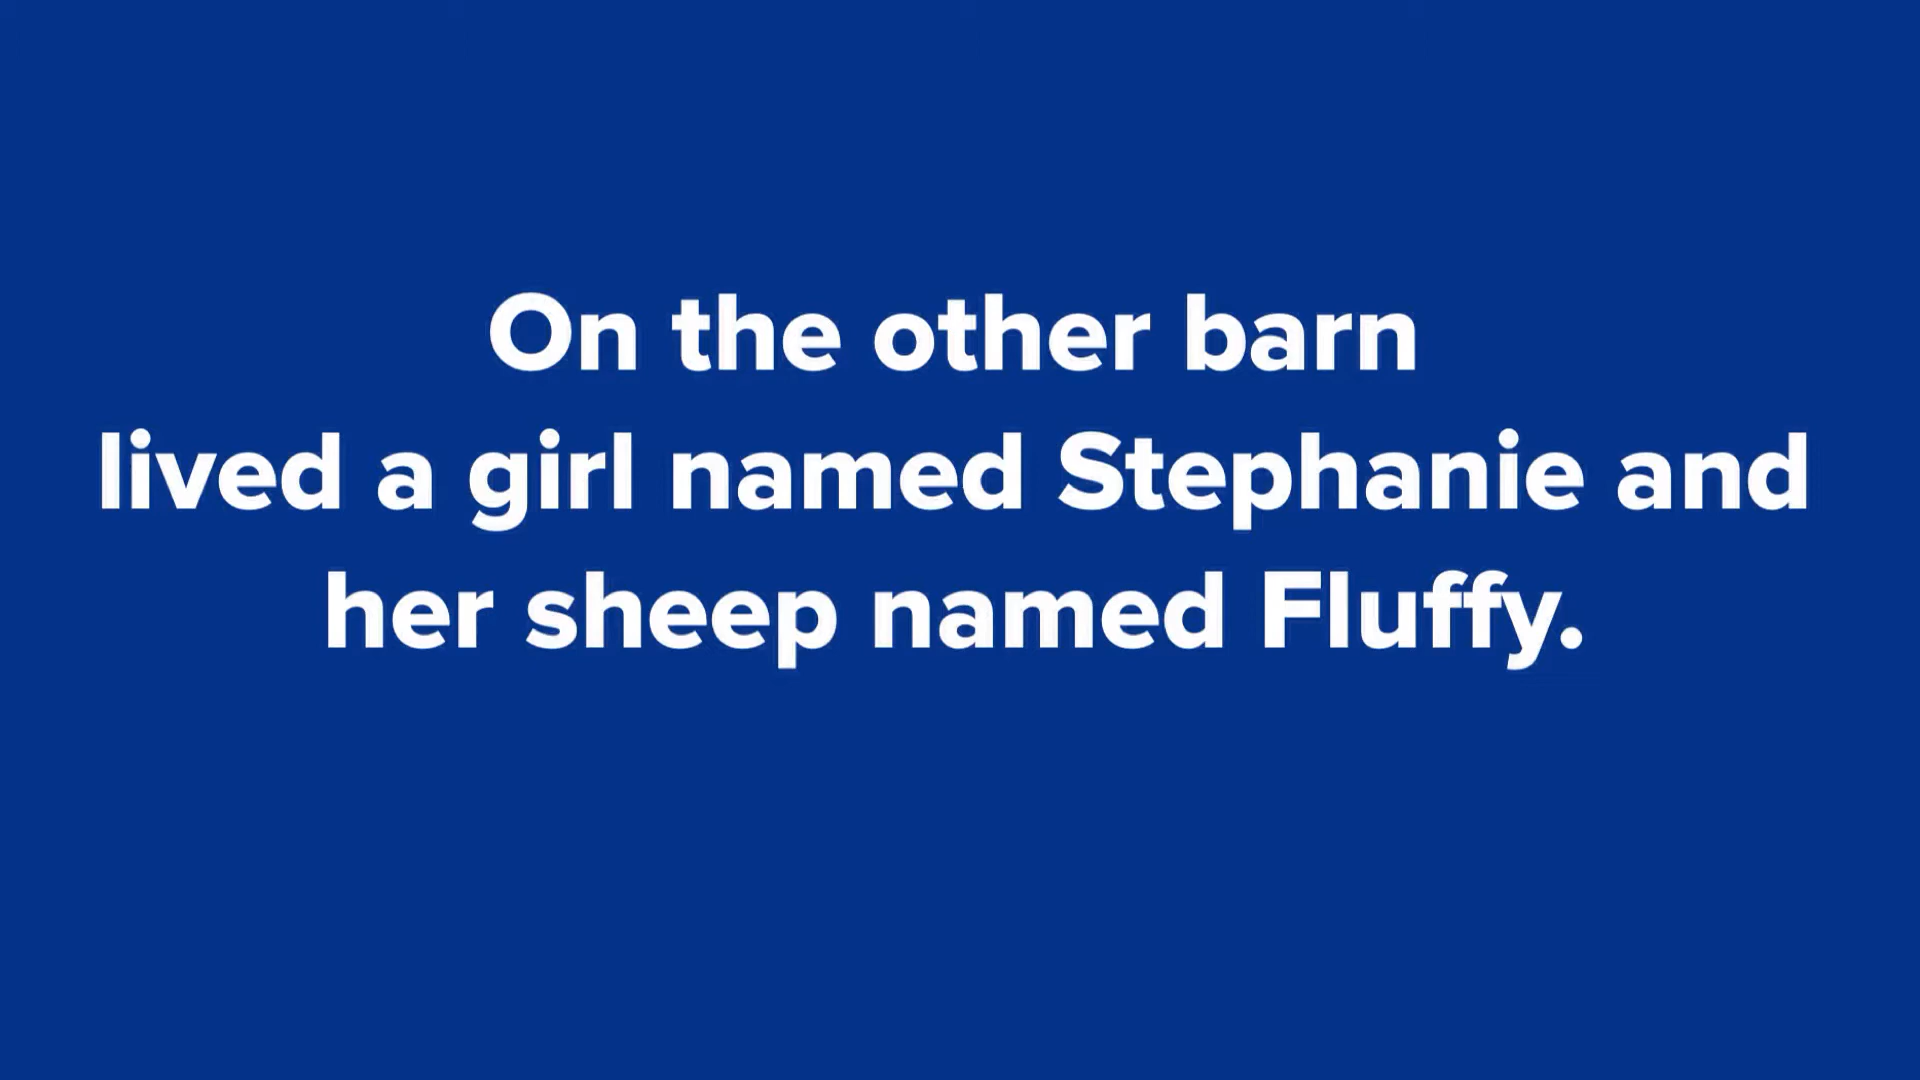 On the other barn
lived a girl named Stephanie and
her sheep named Fluffy.